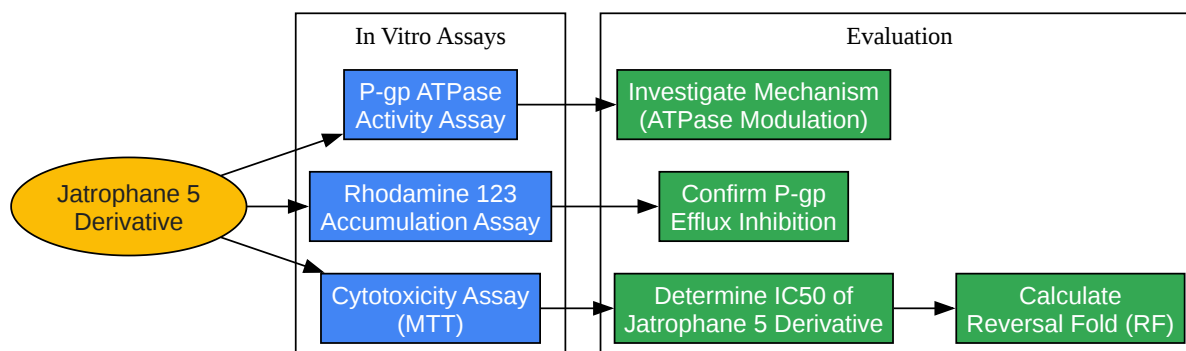 In Vitro Assays
Evaluation
P-gp ATPase
Activity Assay
Investigate Mechanism
(ATPase Modulation)
Jatrophane 5
Derivative
Rhodamine 123
Accumulation Assay
Confirm P-gp
Efflux Inhibition
Cytotoxicity Assay
(MTT)
Determine IC50 of
Jatrophane 5 Derivative
Calculate
Reversal Fold (RF)